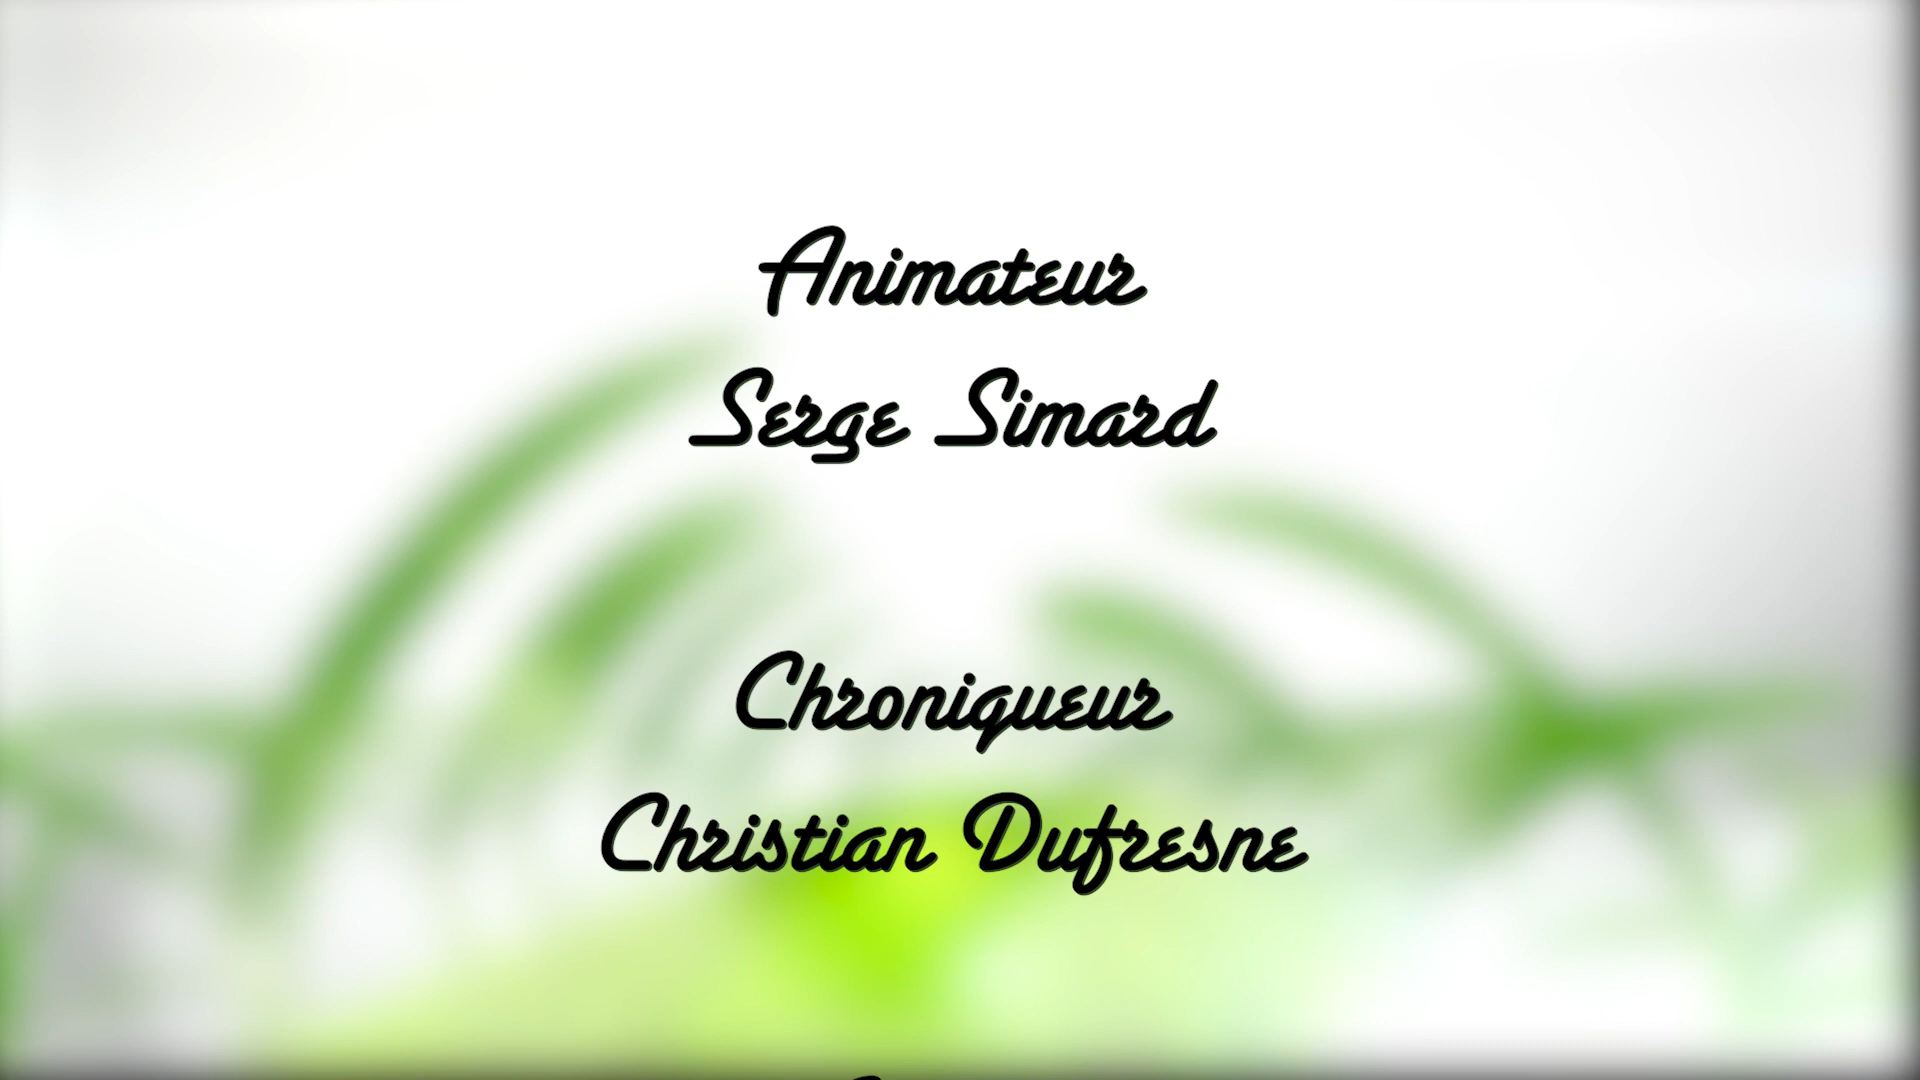 Animateur
Serge Simard
Chroniqueur
Christian Dufresne